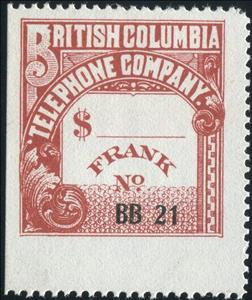 BRITISH COLUMBIA
TELEPHONE COMPANY.
$
FRANK
No.
BB 21